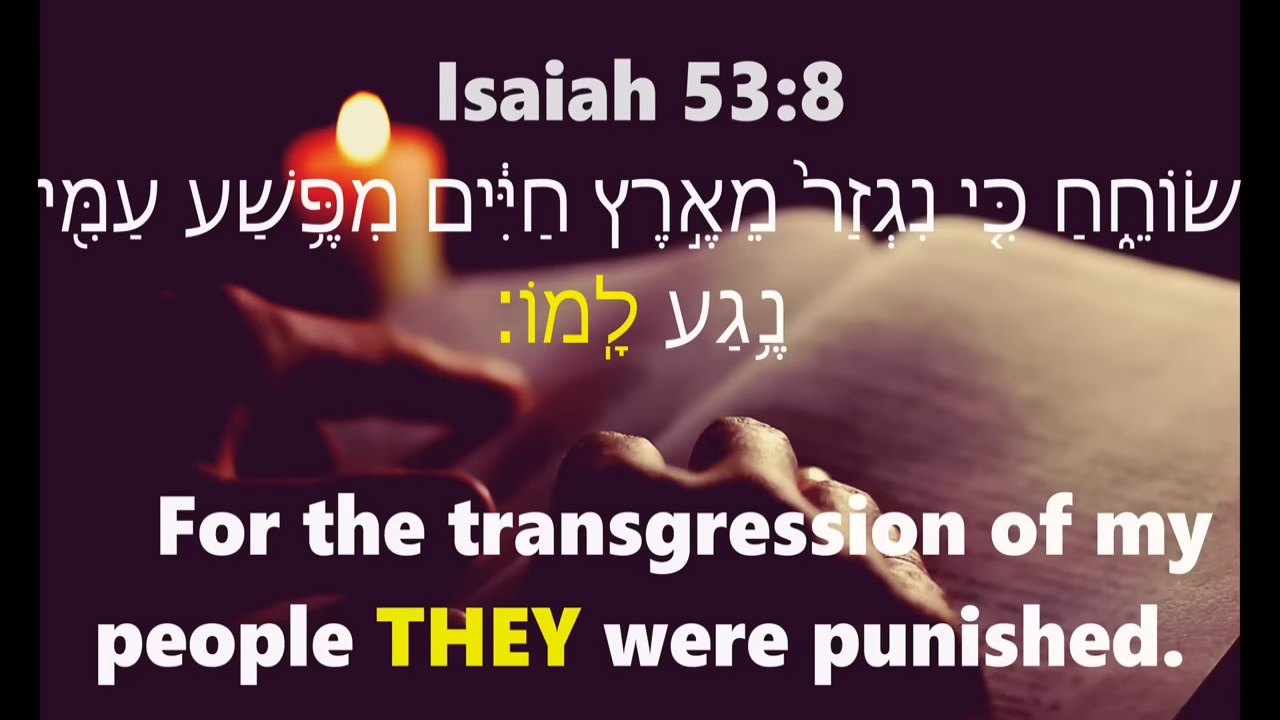 Isaiah 53:8
שׂוֹחֵ֑חַ כִּ֤י נִגְזַר֙ מֵאֶ֣רֶץ חַיִּ֔ים מִפֶּ֥שַׁע עַמִּ֖י
נֶ֥גַע לָֽמוֹ׃
For the transgression of my
people THEY were punished.